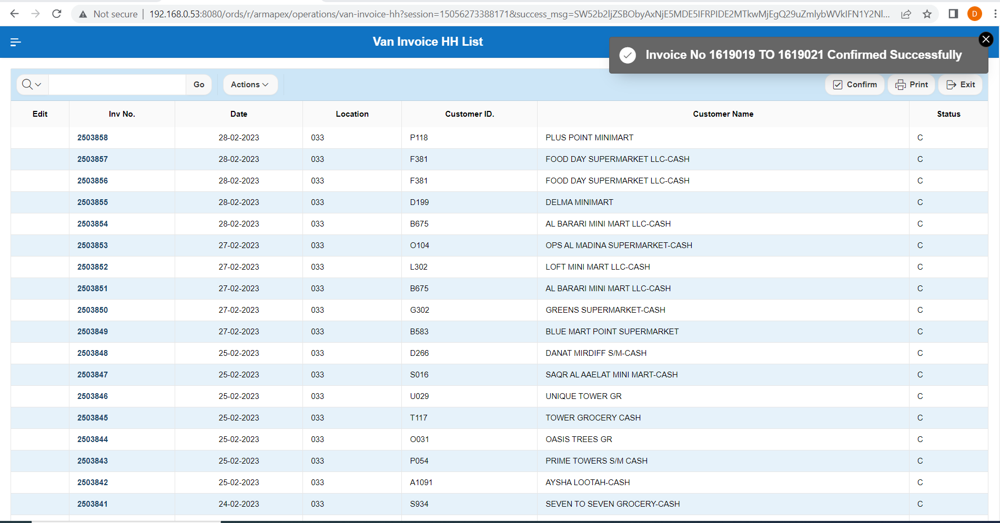 Not secure | 192.168.0.53:8080/ords/r/armapex/operations/van-invoice-hh?session=15056273388171&success_msg=SW52b2ljZSBObyAxNjE5MDE5IFRPIDE2MTkwMjEgQ29uZmlybWVkIFN1Y2Nl... D
Van Invoice HH List
Invoice No 1619019 TO 1619021 Confirmed Successfully
Go Actions Confirm Print Exit
Edit Inv No. Date Location Customer ID. Customer Name Status
2503858 28-02-2023 033 P118 PLUS POINT MINIMART C
2503857 28-02-2023 033 F381 FOOD DAY SUPERMARKET LLC-CASH C
2503856 28-02-2023 033 F381 FOOD DAY SUPERMARKET LLC-CASH C
2503855 28-02-2023 033 D199 DELMA MINIMART C
2503854 28-02-2023 033 B675 AL BARARI MINI MART LLC-CASH C
2503853 27-02-2023 033 O104 OPS AL MADINA SUPERMARKET-CASH C
2503852 27-02-2023 033 L302 LOFT MINI MART LLC-CASH C
2503851 27-02-2023 033 B675 AL BARARI MINI MART LLC-CASH C
2503850 27-02-2023 033 G302 GREENS SUPERMARKET-CASH C
2503849 27-02-2023 033 B583 BLUE MART POINT SUPERMARKET C
2503848 25-02-2023 033 D266 DANAT MIRDIFF S/M-CASH C
2503847 25-02-2023 033 S016 SAQR AL AAELAT MINI MART-CASH C
2503846 25-02-2023 033 U029 UNIQUE TOWER GR C
2503845 25-02-2023 033 T117 TOWER GROCERY CASH C
2503844 25-02-2023 033 O031 OASIS TREES GR C
2503843 25-02-2023 033 P054 PRIME TOWERS S/M CASH C
2503842 25-02-2023 033 A1091 AYSHA LOOTAH-CASH C
2503841 24-02-2023 033 S934 SEVEN TO SEVEN GROCERY-CASH C